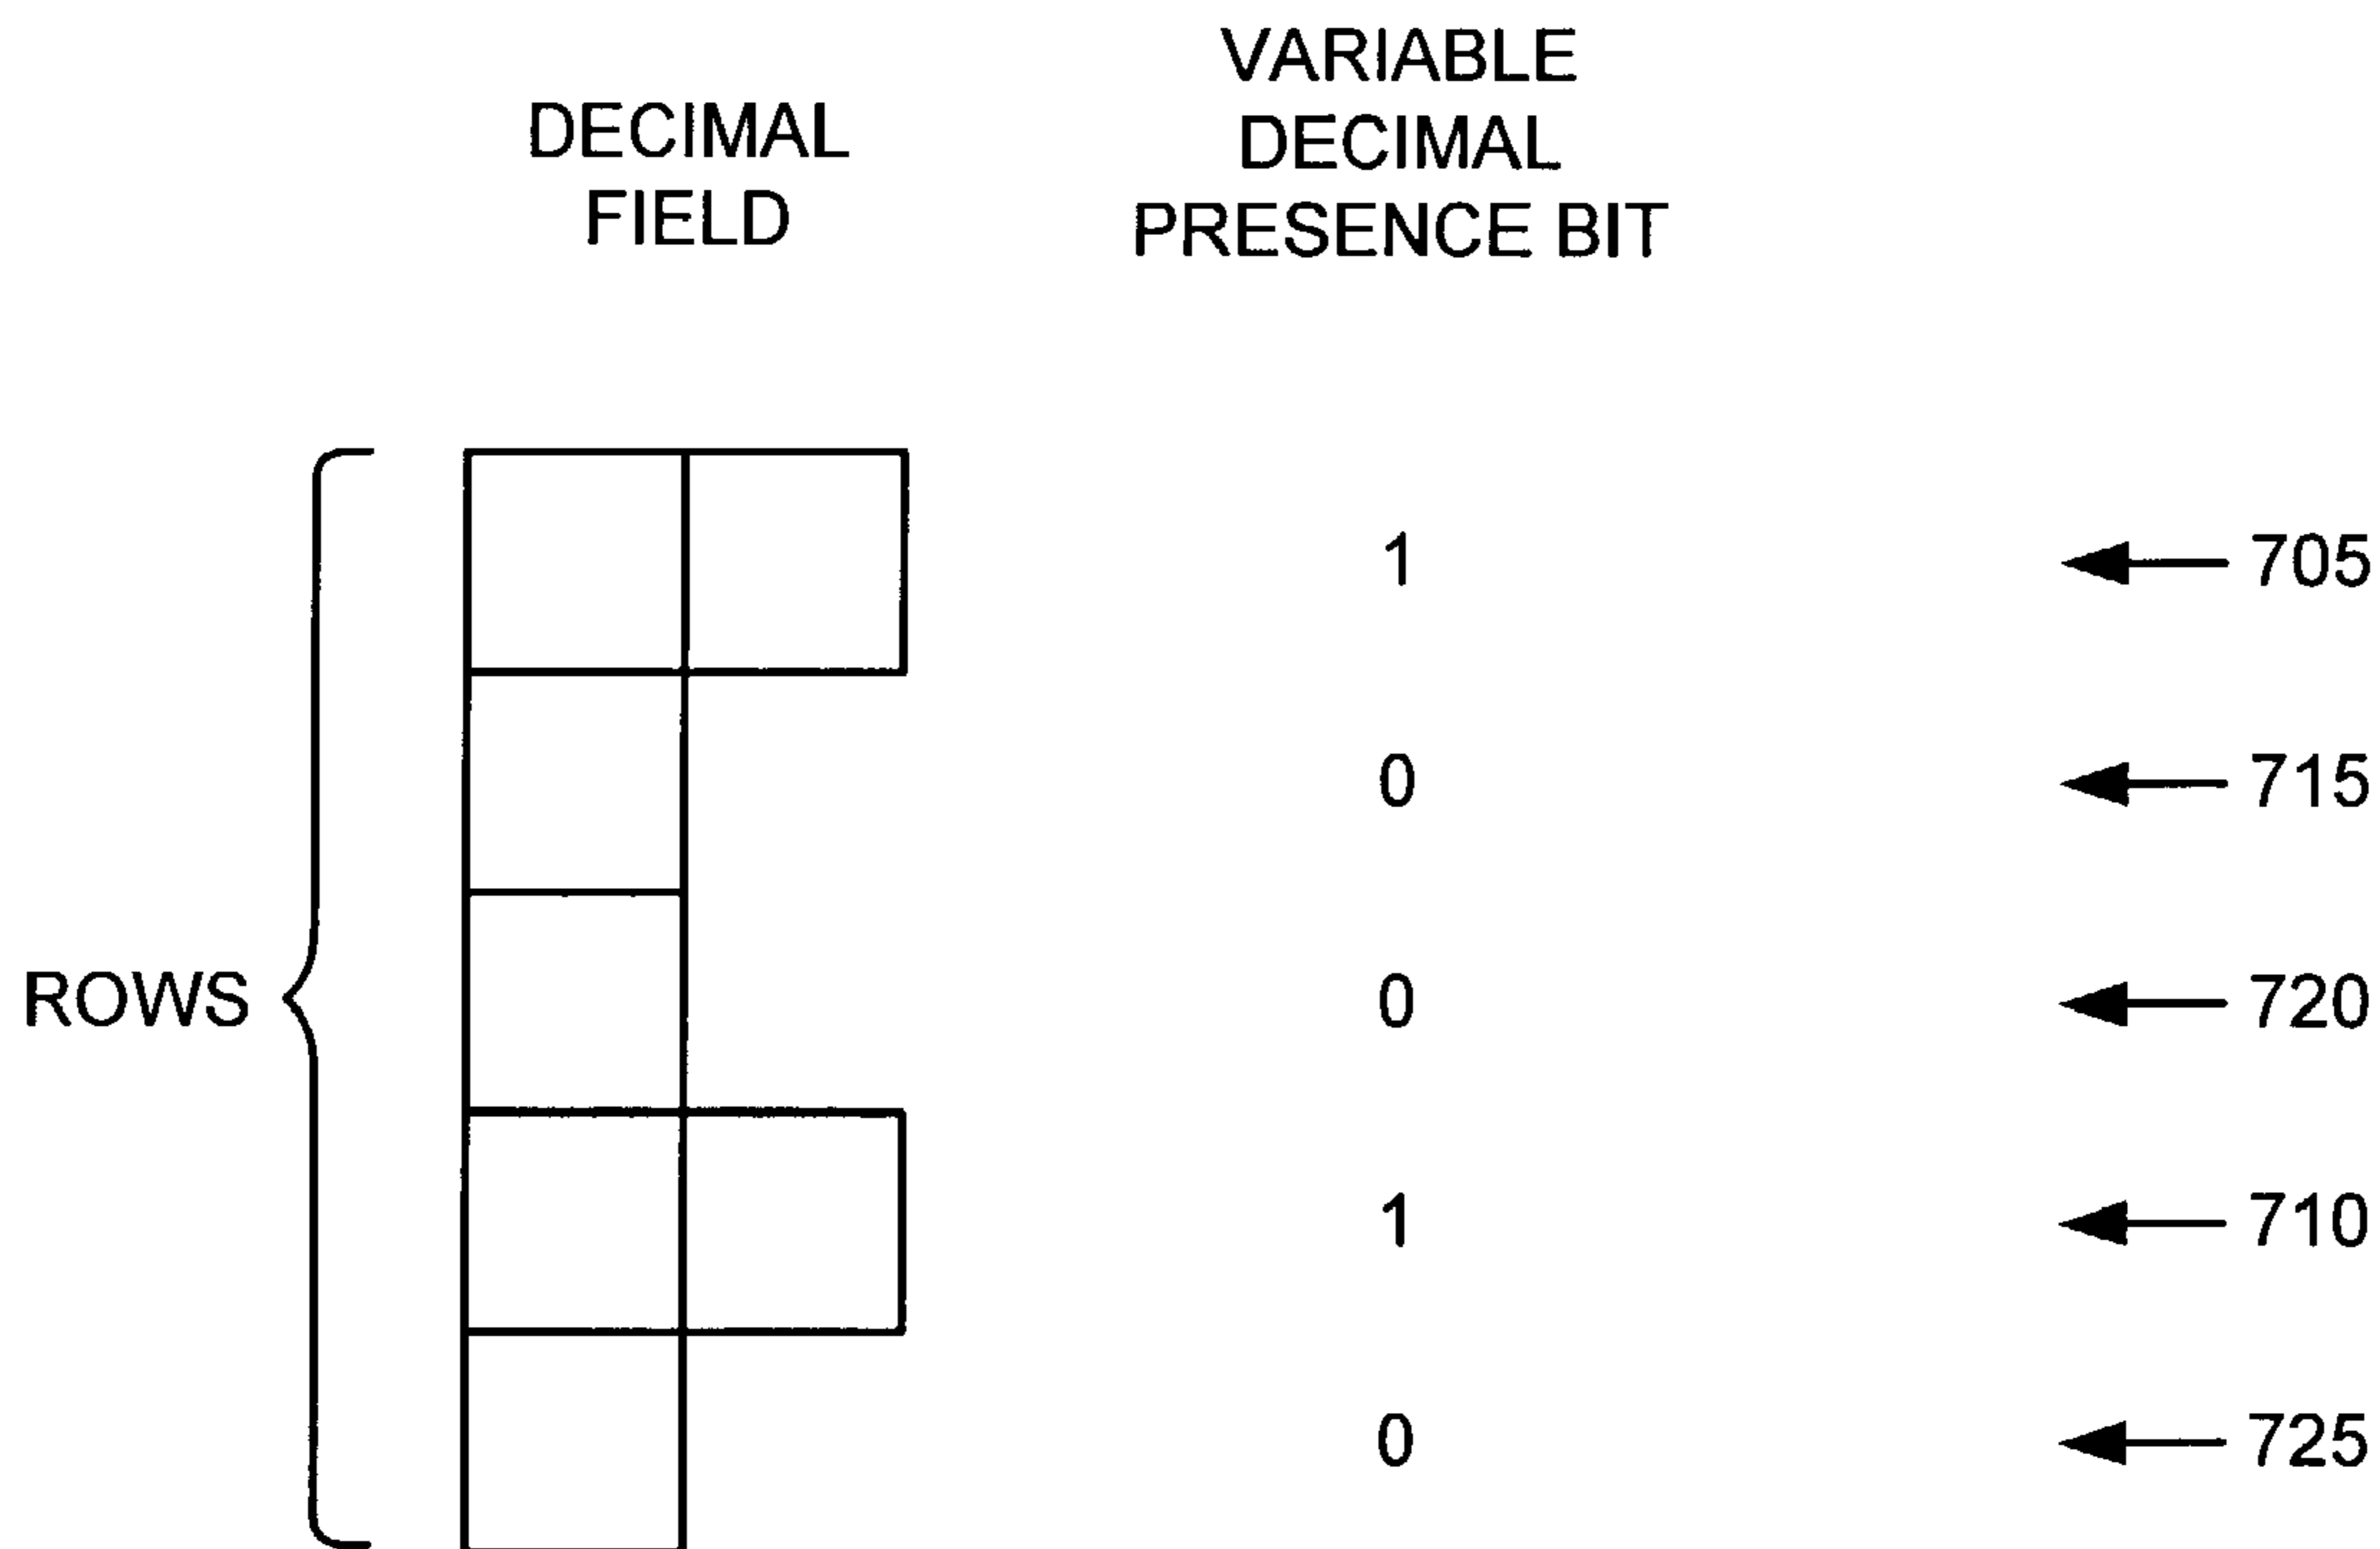 DECIMAL
FIELD
VARIABLE
DECIMAL
PRESENCE BIT
ROWS
1
705
0
715
0
720
1
710
0
725